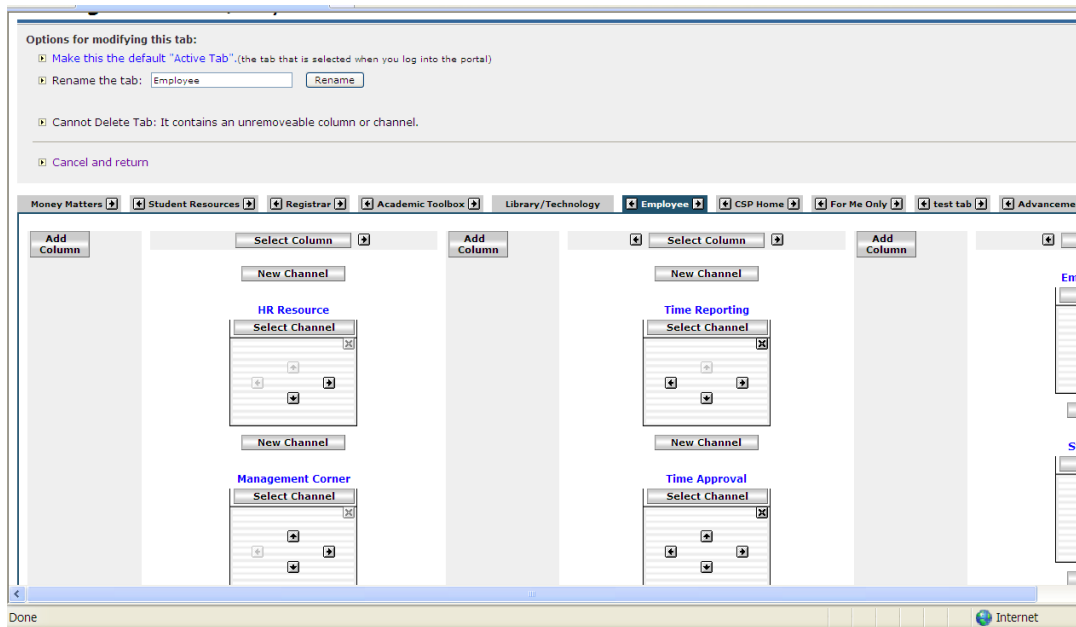 Options for modifying this tab:
Make this the default "Active Tab".(the tab that is selected when you log into the portal)
Rename the tab: Employee Rename
Cannot Delete Tab: It contains an unremoveable column or channel.
Cancel and return
Money Matters Student Resources Registrar Academic Toolbox Library/Technology Employee CSP Home For Me Only test tab Advanceme
Add Column Select Column Add Column Select Column Add Column
New Channel New Channel
HR Resource Time Reporting Em
Select Channel Select Channel
New Channel New Channel
Management Corner Time Approval S
Select Channel Select Channel
Done Internet